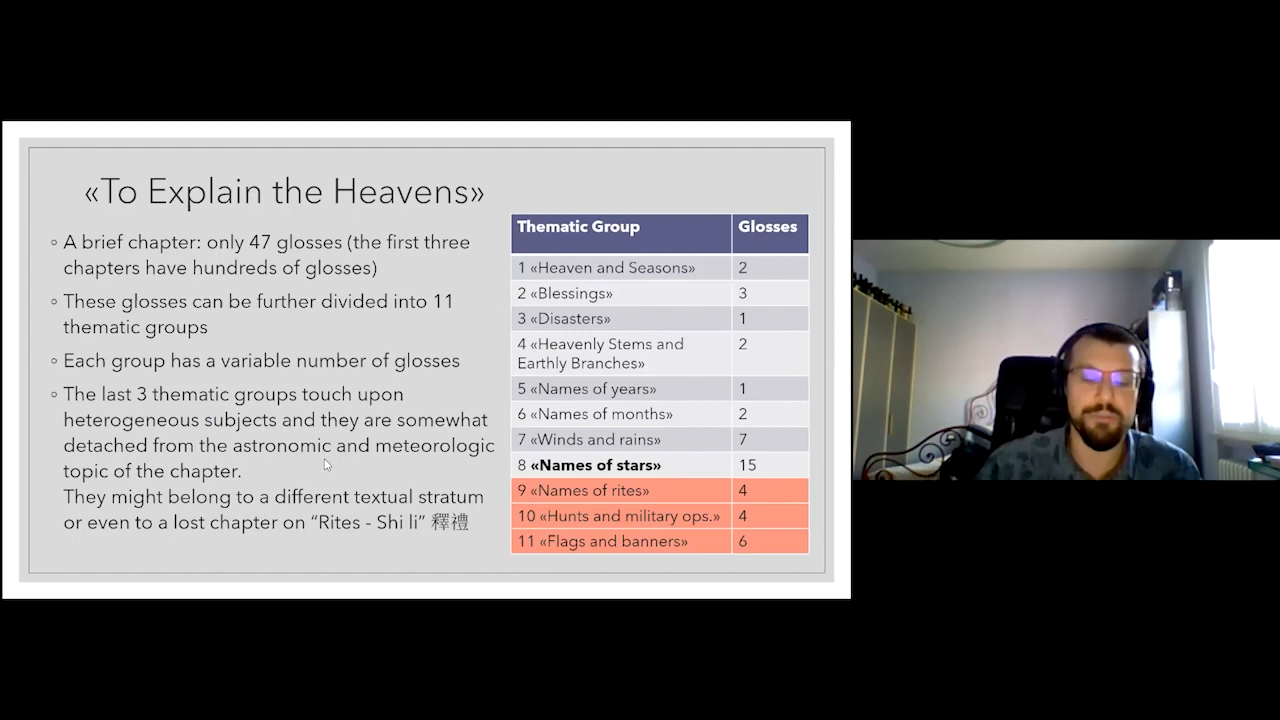 «To Explain the Heavens»
◦ A brief chapter: only 47 glosses (the first three
chapters have hundreds of glosses)
◦ These glosses can be further divided into 11
thematic groups
◦ Each group has a variable number of glosses
◦ The last 3 thematic groups touch upon
heterogeneous subjects and they are somewhat
detached from the astronomic and meteorologic
topic of the chapter.
They might belong to a different textual stratum
or even to a lost chapter on “Rites - Shi li” 釋禮
Thematic Group Glosses
1 «Heaven and Seasons» 2
2 «Blessings» 3
3 «Disasters» 1
4 «Heavenly Stems and 2
Earthly Branches»
5 «Names of years» 1
6 «Names of months» 2
7 «Winds and rains» 7
8 «Names of stars» 15
9 «Names of rites» 4
10 «Hunts and military ops.» 4
11 «Flags and banners» 6